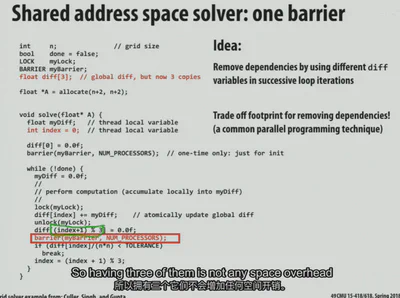 Shared address space solver: one barrier
int n; // grid size
bool done = false;
LOCK myLock;
BARRIER myBarrier;
float diff[3]; // global diff, but now 3 copies
float *A = allocate(n+2, n+2);
void solve(float* A) {
float myDiff; // thread local variable
int index = 0; // thread local variable
diff[0] = 0.0f;
barrier(myBarrier, NUM_PROCESSORS); // one-time only: just for init
while (!done) {
myDiff = 0.0f;
//
// perform computation (accumulate locally into myDiff)
//
lock(myLock);
diff[index] += myDiff; // atomically update global diff
unlock(myLock);
diff[(index+1) % 3] = 0.0f;
barrier(myBarrier, NUM_PROCESSORS);
if (diff[index]/(n*n) < TOLERANCE)
break;
index = (index + 1) % 3;
}
Idea:
Remove dependencies by using different diff
variables in successive loop iterations
Trade off footprint for removing dependencies!
(a common parallel programming technique)
So having three of them is not any space overhead
所以拥有三个它们不会增加任何空间开销。
solver example from: Culler, Singh, and Gupta
CMU 15-418/618, Spring 201